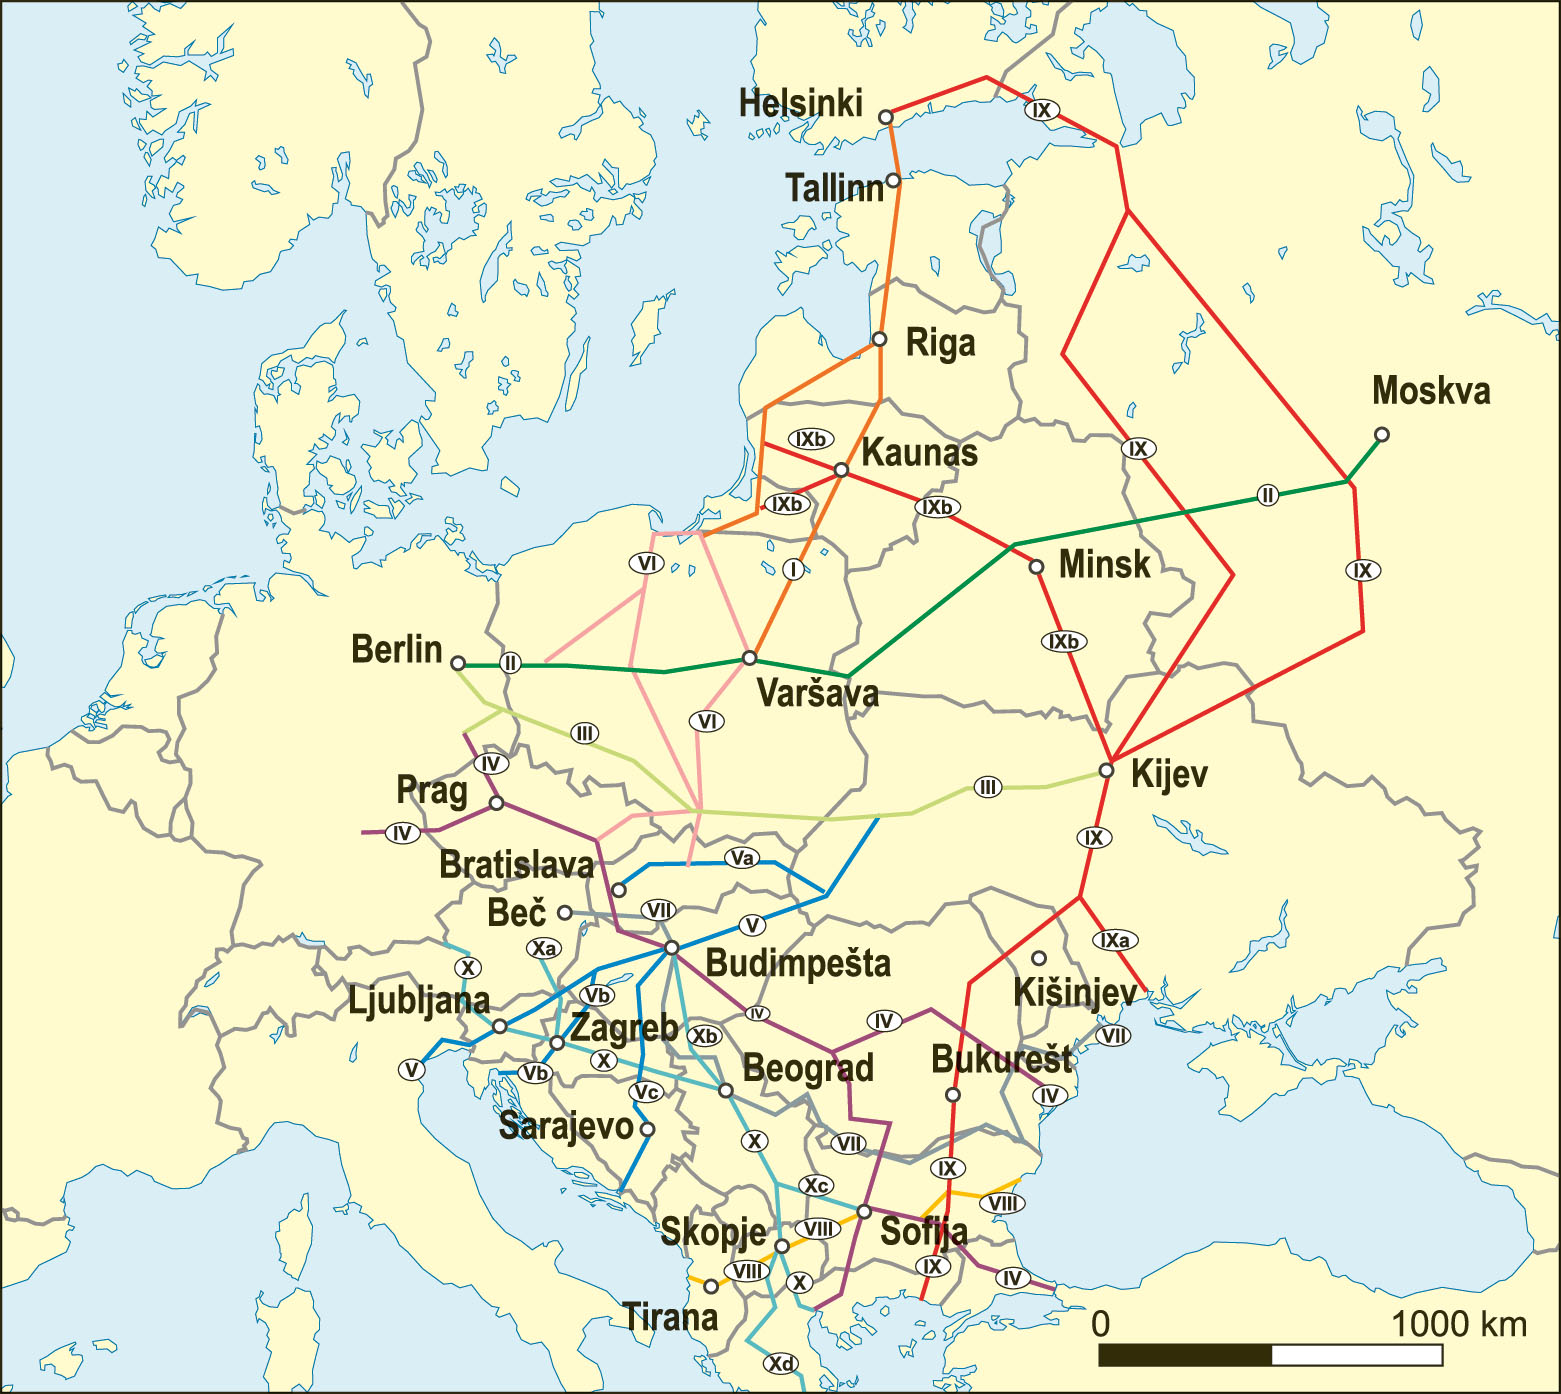 Helsinki
IX
Tallinn
Riga
Moskva
IXb
Kaunas
IX
II
IXb
IXb
VI
I
Minsk
IX
Berlin
II
IXb
Varšava
VI
III
IV
Prag
III
Kijev
IV
IX
Bratislava
Va
Beč
VII
V
IXa
Xa
X
Budimpešta
Kišinjev
Ljubljana
Vb
IV
IV
Zagreb
Xb
VII
X
Beograd
Bukurešt
V
Vb
Vc
IV
Sarajevo
X
VII
IX
Xc
VIII
Skopje
VIII
Sofija
VIII
X
IX
IV
Tirana
Xd
0
1000 km